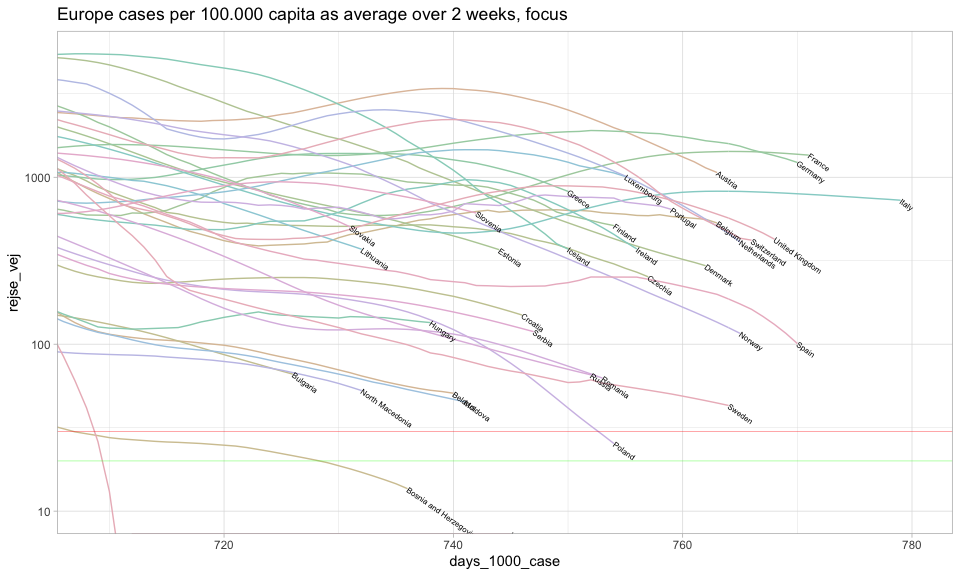 Europe cases per 100.000 capita as average over 2 weeks, focus
rejse_vej
1000
100
10
France
Germany
Austria
Luxembourg
Greece
Italy
Portugal
Slovenia
Slovakia
Finland
Belgium
Switzerland
United Kingdom
Netherlands
Lithuania
Estonia
Iceland
Ireland
Denmark
Czechia
Croatia
Serbia
Hungary
Norway
Spain
Bulgaria
North Macedonia
Moldova
Russia
Romania
Sweden
Poland
Bosnia and Herzegovi
720
740
760
780
days_1000_case